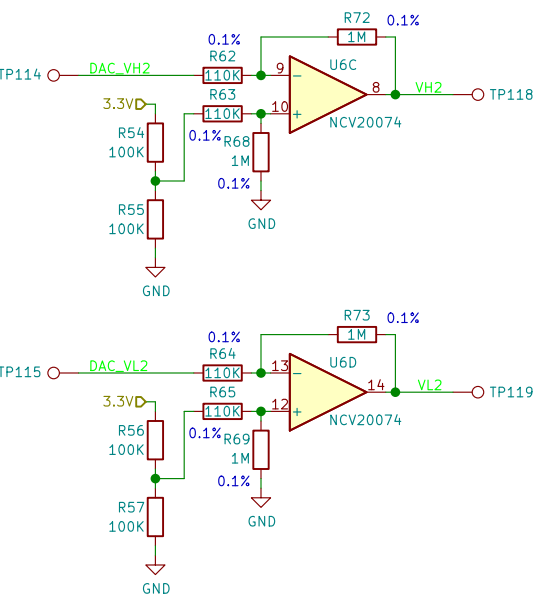 R72
0.1%
1M
0.1%
R62
U6C
TP114
DAC_VH2
110K
9
8
VH2
TP118
3.3V
R63
110K
10
NCV20074
R54
100K
0.1%
R68
1M
0.1%
R55
100K
GND
GND
R73
0.1%
1M
0.1%
R64
U6D
TP115
DAC_VL2
110K
13
14
VL2
TP119
3.3V
R65
110K
12
NCV20074
R56
100K
0.1%
R69
1M
0.1%
R57
100K
GND
GND